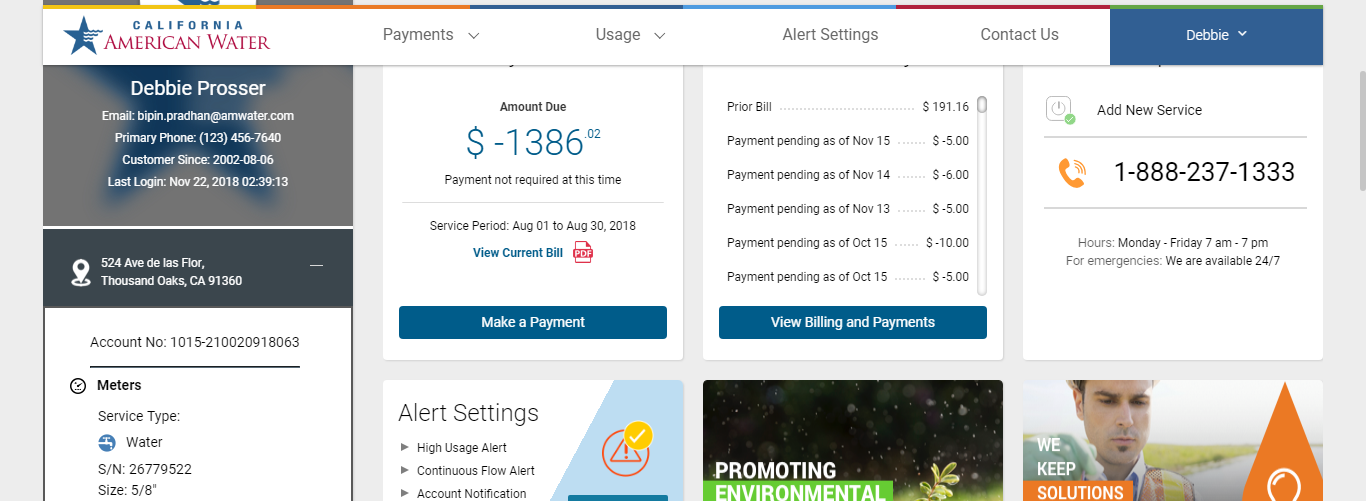 CALIFORNIA
AMERICAN WATER
Payments
Usage
Alert Settings
Contact Us
Debbie
Debbie Prosser
Email: bipin.pradhan@amwater.com
Primary Phone: (123) 456-7640
Customer Since: 2002-08-06
Last Login: Nov 22, 2018 02:39:13
524 Ave de las Flor,
Thousand Oaks, CA 91360
Account No: 1015-210020918063
Meters
Service Type:
Water
S/N: 26779522
Size: 5/8"
Amount Due
$ -1386.02
Payment not required at this time
Service Period: Aug 01 to Aug 30, 2018
View Current Bill PDF
Make a Payment
Prior Bill $ 191.16
Payment pending as of Nov 15 $ -5.00
Payment pending as of Nov 14 $ -6.00
Payment pending as of Nov 13 $ -5.00
Payment pending as of Oct 15 $ -10.00
Payment pending as of Oct 15 $ -5.00
View Billing and Payments
Add New Service
1-888-237-1333
Hours: Monday - Friday 7 am - 7 pm
For emergencies: We are available 24/7
Alert Settings
High Usage Alert
Continuous Flow Alert
Account Notification
PROMOTING
ENVIRONMENTAL
WE
KEEP
SOLUTIONS